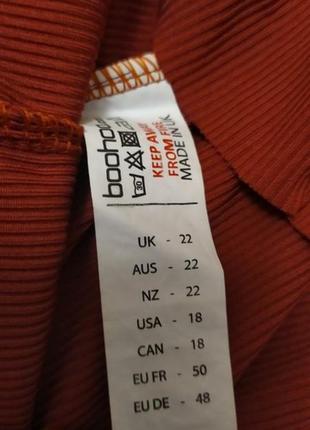 boohoo
30
KEEP AWAY
FROM FIRE
MADE IN UK
UK - 22
AUS - 22
NZ - 22
USA - 18
CAN - 18
EU FR - 50
EU DE - 48